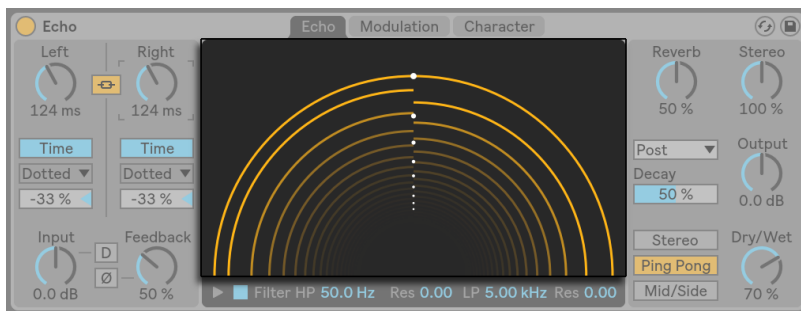 Echo
Echo Modulation Character
Left Right
124 ms 124 ms
Time Time
Dotted Dotted
-33 % -33 %
Input D Feedback
Ø
0.0 dB 50 %
Filter HP 50.0 Hz Res 0.00 LP 5.00 kHz Res 0.00
Reverb Stereo
50 % 100 %
Post Output
Decay
50 % 0.0 dB
Stereo Dry/Wet
Ping Pong
Mid/Side 70 %